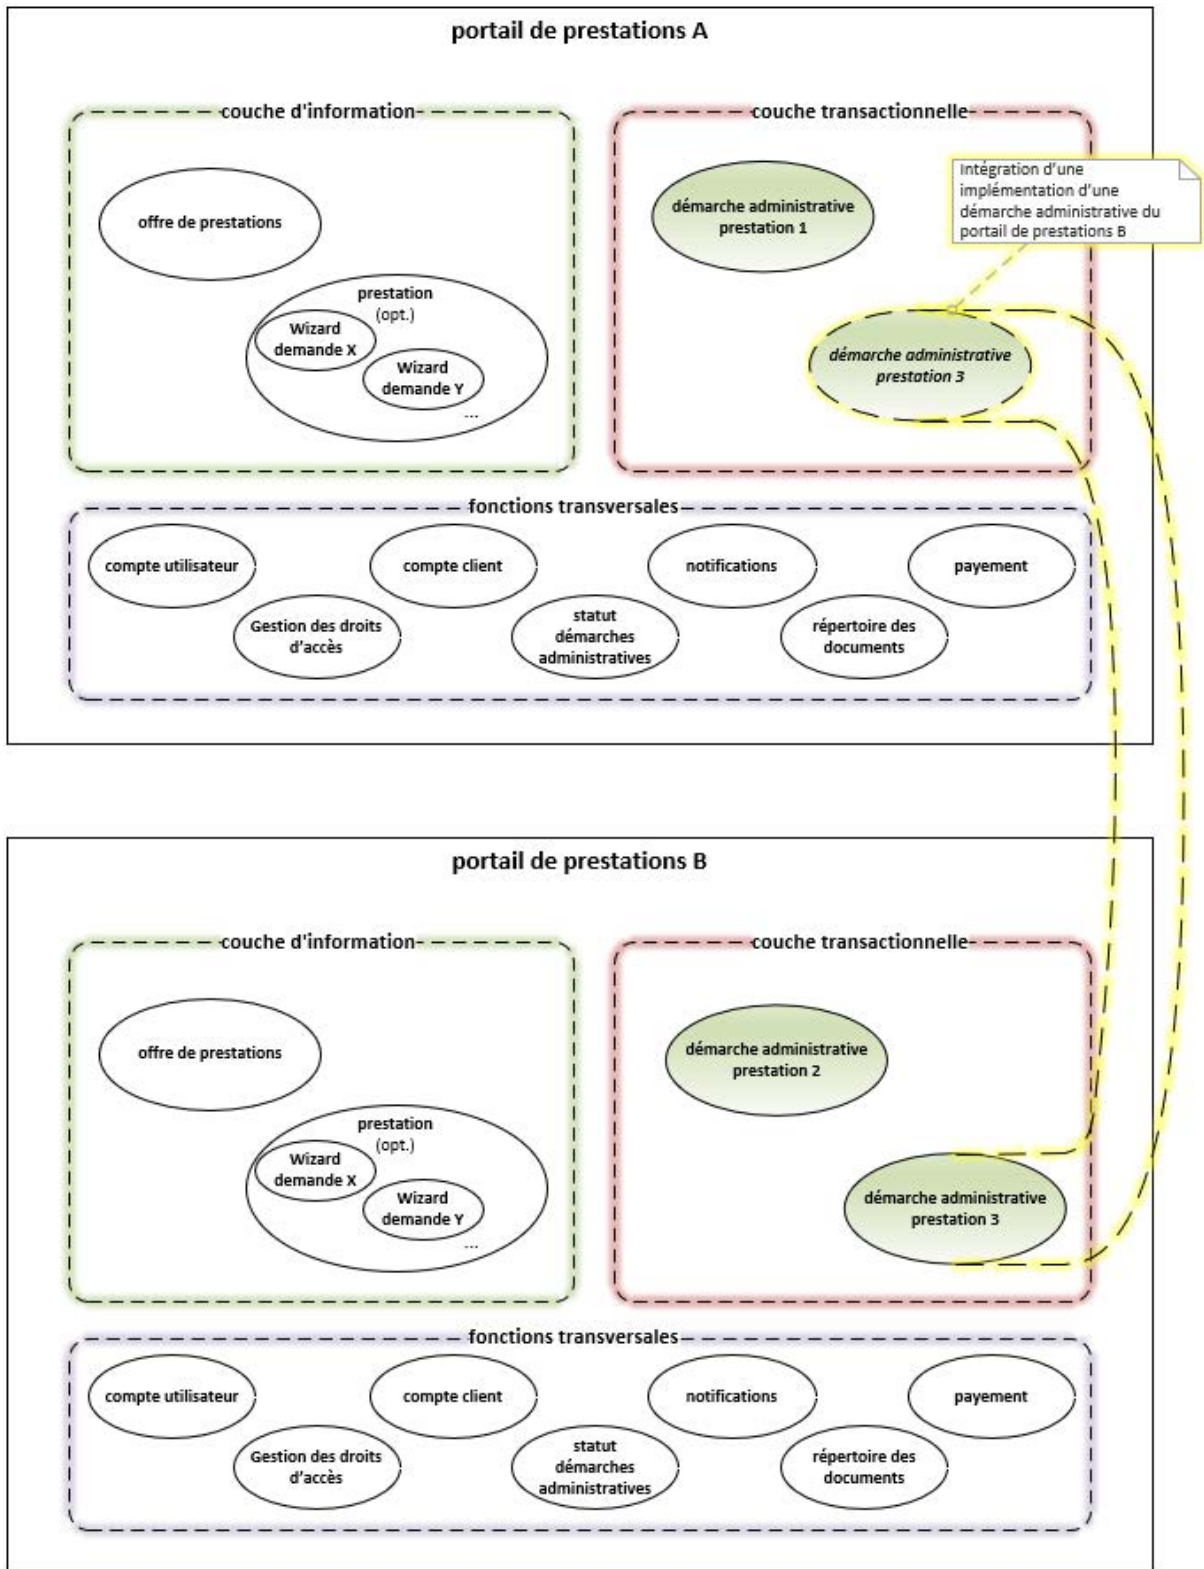 portail de prestations A
couche d'information
couche transactionnelle
offre de prestations
prestation
(opt.)
Wizard
demande X
Wizard
demande Y
...
démarche administrative
prestation 1
Intégration d'une
implémentation d'une
démarche administrative du
portail de prestations B
démarche administrative
prestation 3
fonctions transversales
compte utilisateur
compte client
notifications
payement
Gestion des droits
d'accès
statut
démarches
administratives
répertoire des
documents
portail de prestations B
couche d'information
couche transactionnelle
offre de prestations
prestation
(opt.)
Wizard
demande X
Wizard
demande Y
...
démarche administrative
prestation 2
démarche administrative
prestation 3
fonctions transversales
compte utilisateur
compte client
notifications
payement
Gestion des droits
d'accès
statut
démarches
administratives
répertoire des
documents